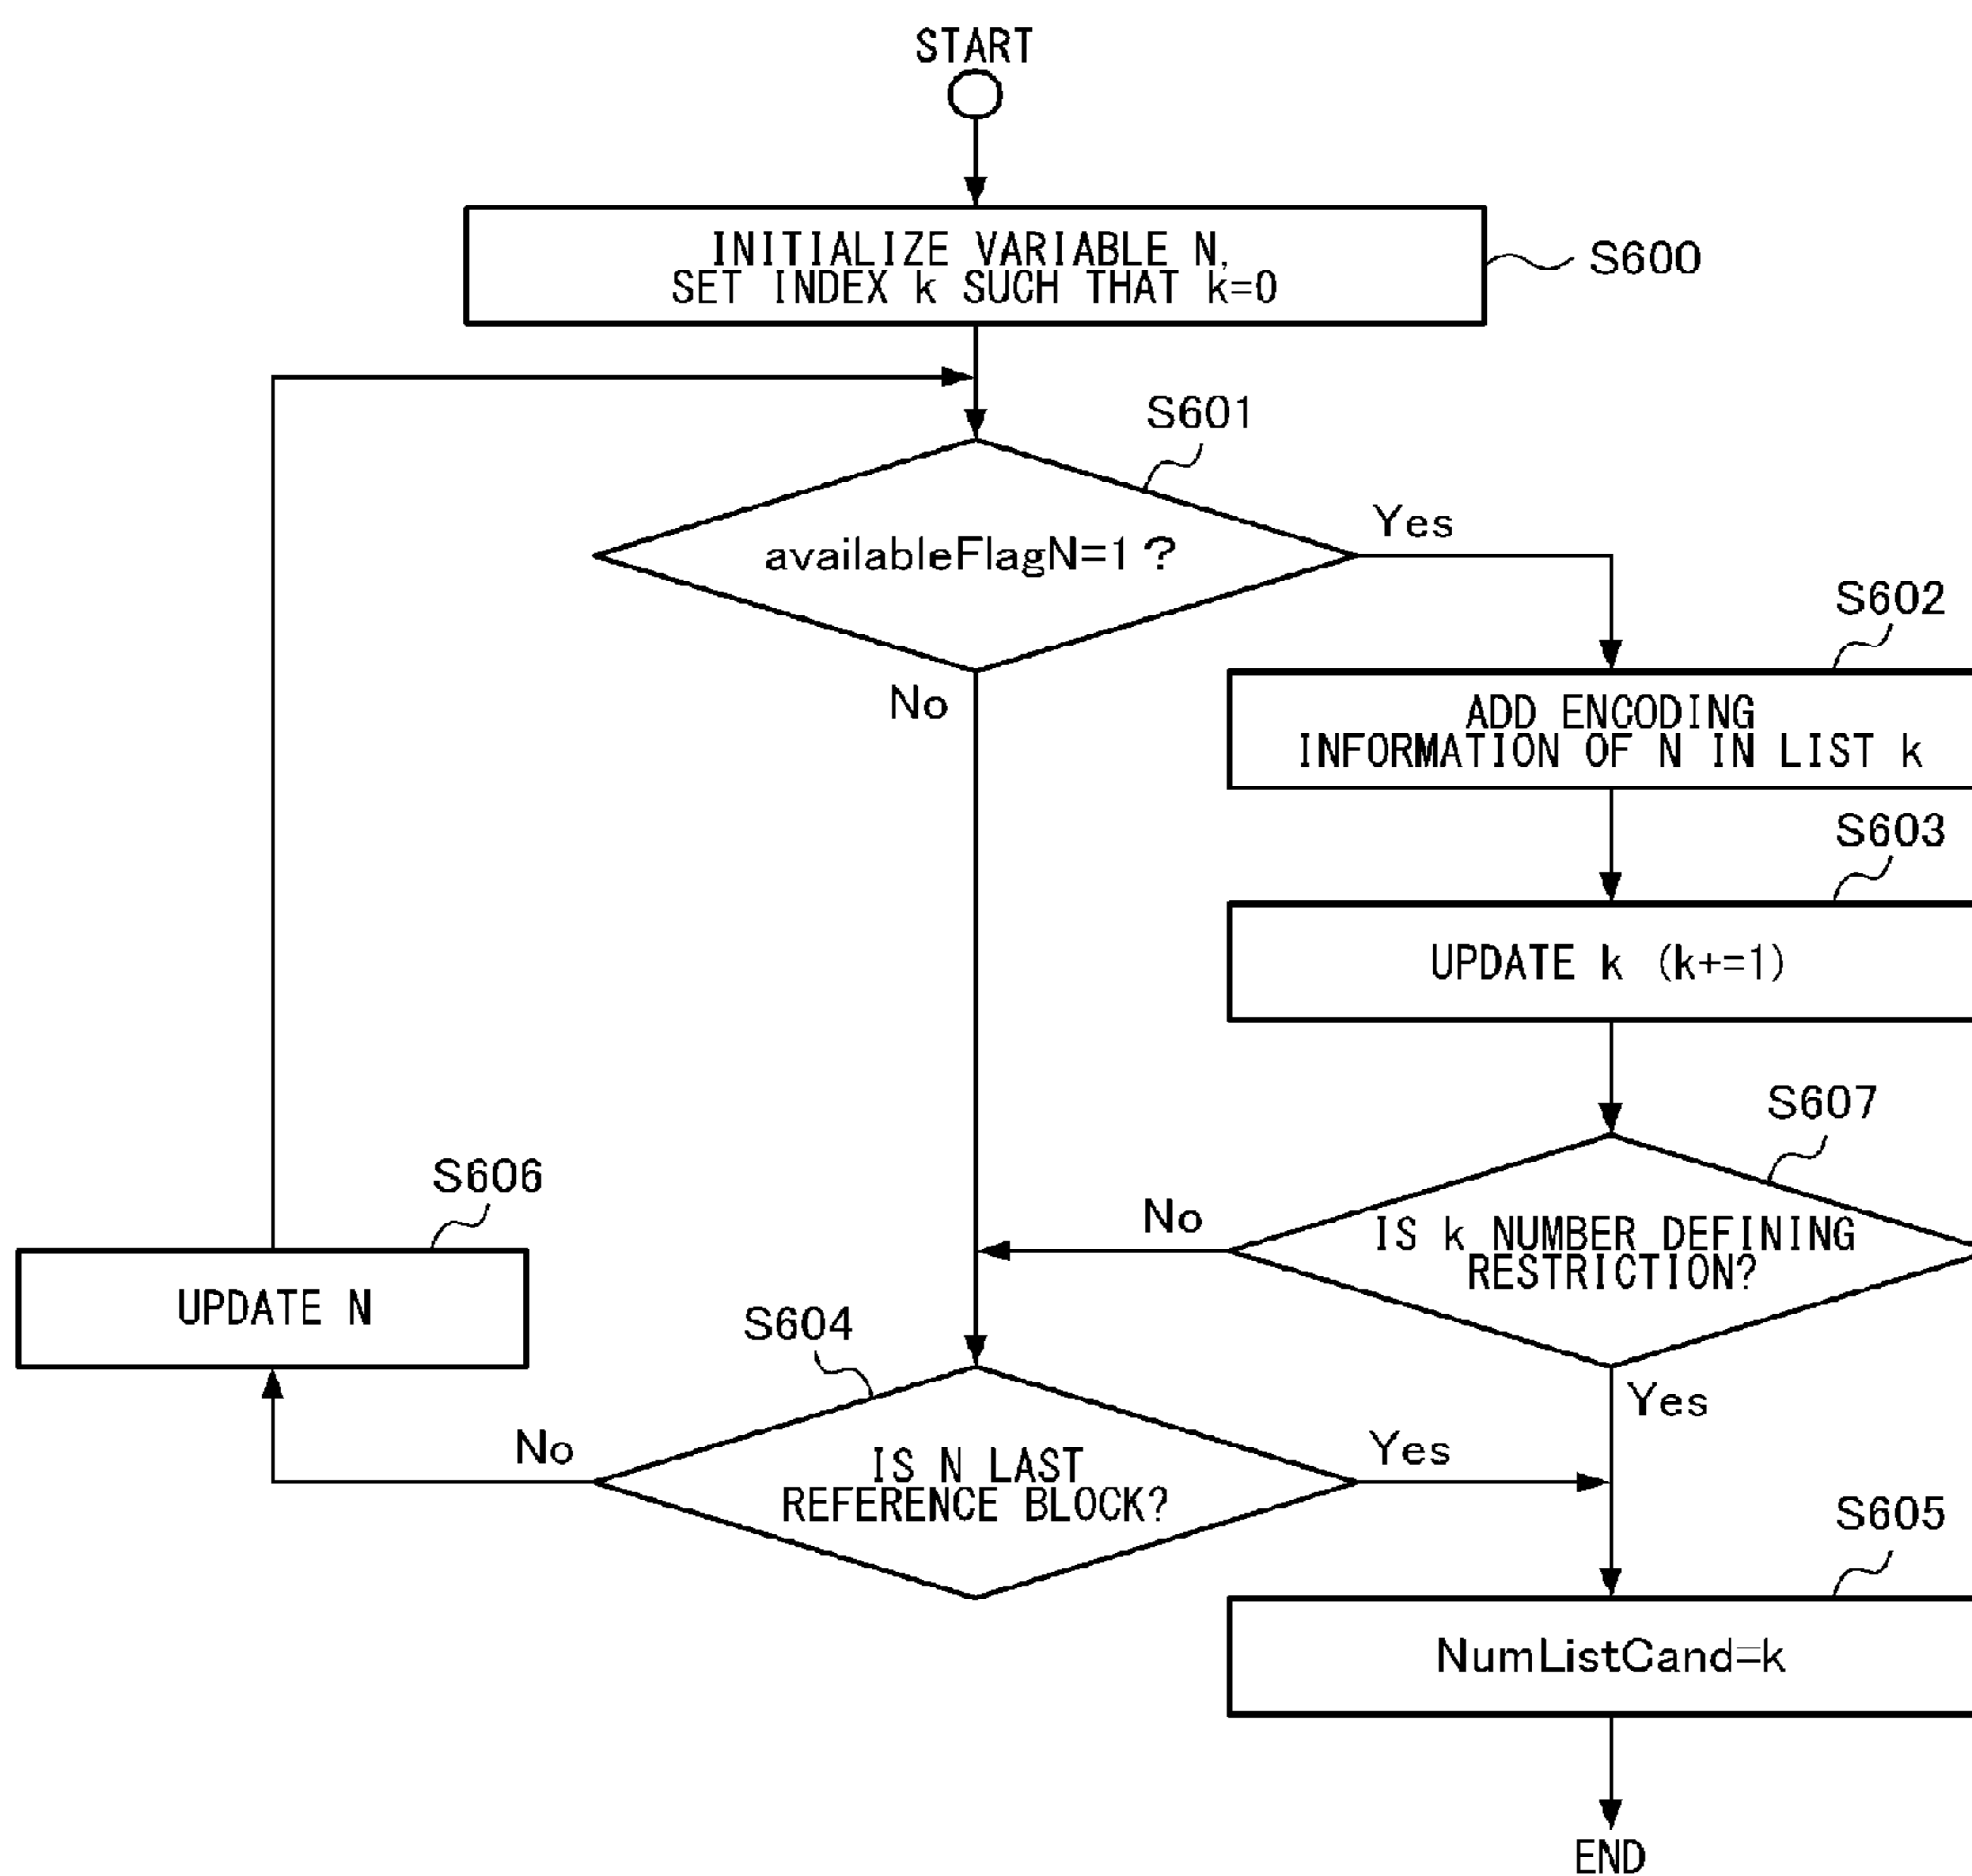 START
INITIALIZE VARIABLE N,
SET INDEX k SUCH THAT k=0
S600
S601
availableFlagN=1?
Yes
No
S602
ADD ENCODING
INFORMATION OF N IN LIST k
S603
UPDATE k (k+=1)
S607
IS k NUMBER DEFINING
RESTRICTION?
No
Yes
S606
UPDATE N
S604
IS N LAST
REFERENCE BLOCK?
No
Yes
S605
NumListCand=k
END